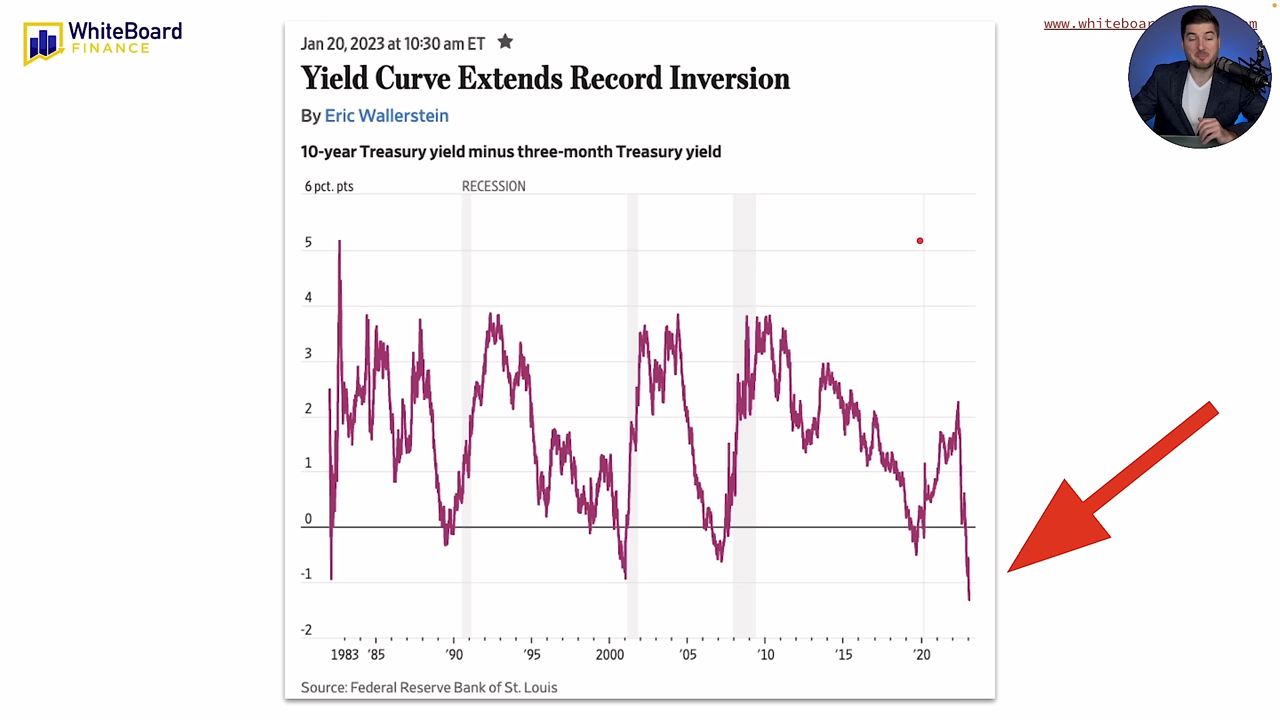 WhiteBoard
FINANCE
Jan 20, 2023 at 10:30 am ET
Yield Curve Extends Record Inversion
By Eric Wallerstein
10-year Treasury yield minus three-month Treasury yield
6 pct. pts
RECESSION
5
4
3
2
1
0
-1
-2
1983 '85 '90 '95 2000 '05 '10 '15 '20
Source: Federal Reserve Bank of St. Louis